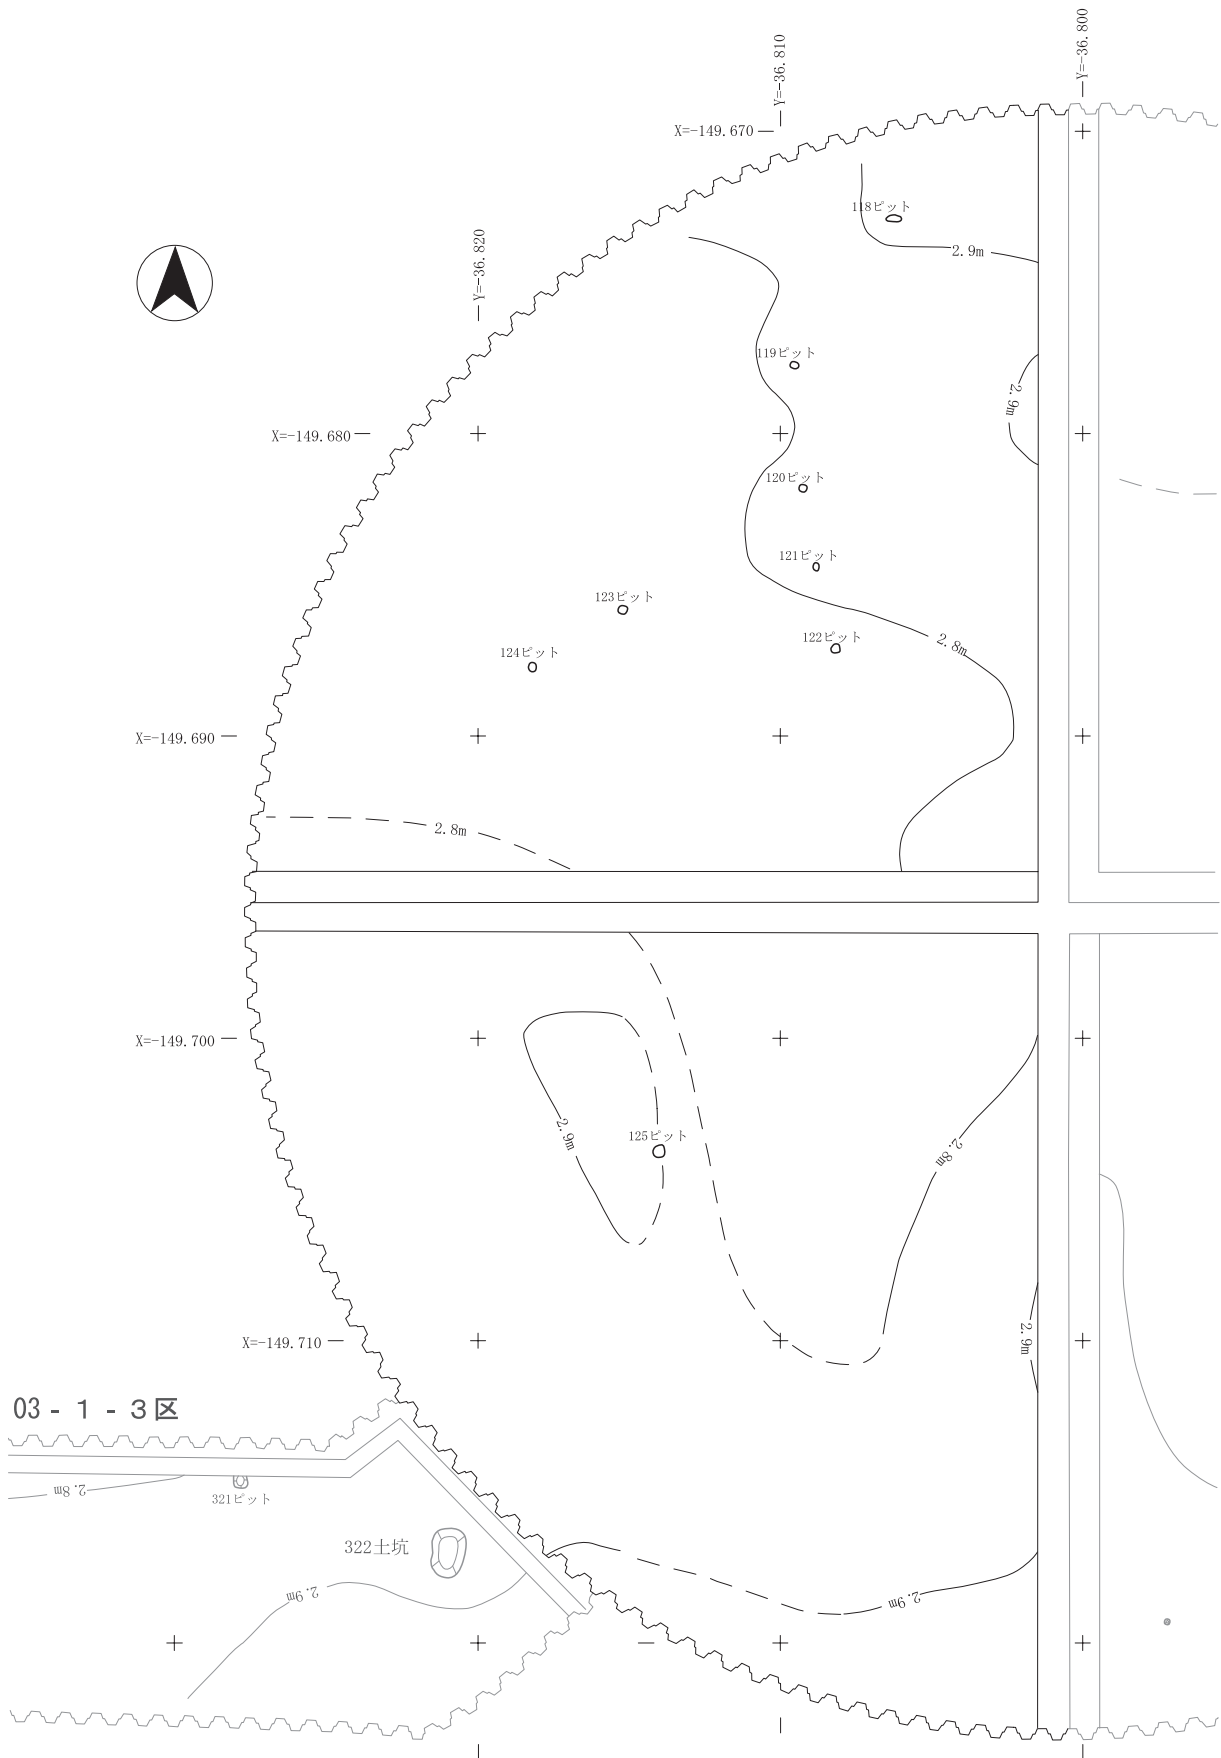 Y=-36.800
Y=-36.810
X=-149.670
118ピット
Y=-36.820
2.9m
119ピット
2.9m
X=-149.680
120ピット
121ピット
123ピット
122ピット
2.8m
124ピット
X=-149.690
2.8m
X=-149.700
2.9m
125ピット
2.8m
2.9m
X=-149.710
03-1-3区
2.8m
321ピット
322土坑
2.9m
2.9m